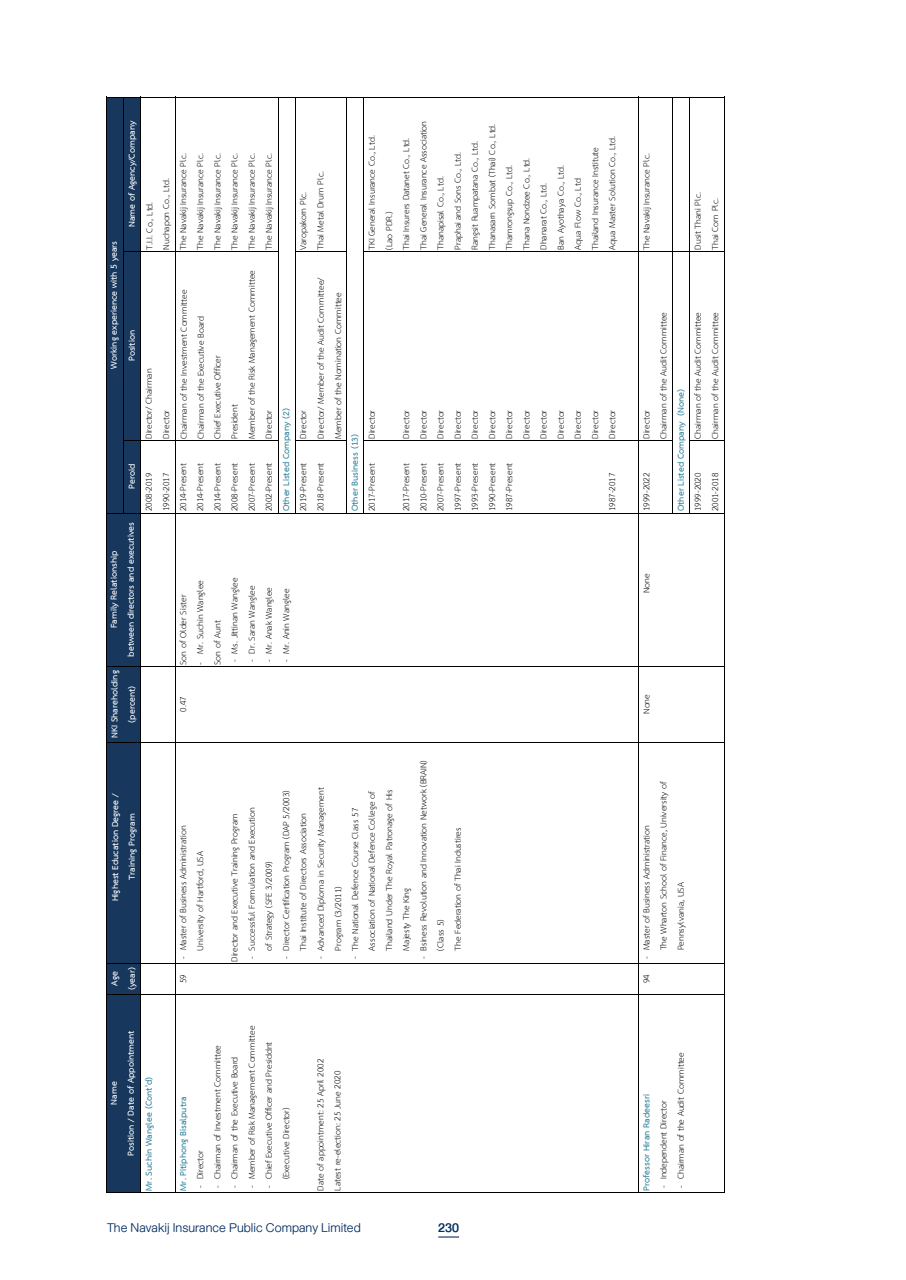 Name
Position / Date of Appointment
Age
(year)
Highest Education Degree /
Training Program
NKI Shareholding
(percent)
Family Relationship
between directors and executives
Working experience with 5 years
Peroid
Position
Name of Agency/Company
Mr. Suchin Wanglee (Cont'd)
2008-2019 Director/ Chairman T.I.I. Co., Ltd.
1990-2017 Director Nuchapon Co., Ltd.
Mr. Pitiphong Bisalputra
- Director
- Chairman of Investment Committee
- Chairman of the Executive Board
- Member of Risk Management Committee
- Chief Executive Officer and Presiddnt
(Executive Director)
Date of appointment: 25 April 2002
Latest re-election: 25 June 2020
59
- Master of Business Administration
University of Hartford, USA
Director and Executive Training Program
- Successful Formulation and Execution
of Strategy (SFE 3/2009)
- Director Certification Program (DAP 5/2003)
Thai Institute of Directors Association
- Advanced Diploma in Security Management
Program (3/2011)
- The National Defence Course Class 57
Association of National Defence College of
Thailand Under The Royal Patronage of His
Majesty The King
- Bsiness Revolution and Innovation Network (BRAIN)
(Class 5)
The Federation of Thai Industries
0.47
Son of Older Sister
- Mr. Suchin Wanglee
Son of Aunt
- Ms. Jittinan Wanglee
- Dr. Saran Wanglee
- Mr. Anak Wanglee
- Mr. Anin Wanglee
2014-Present Chairman of the Investment Committee The Navakij Insurance Plc.
2014-Present Chairman of the Executive Board The Navakij Insurance Plc.
2014-Present Chief Executive Officer The Navakij Insurance Plc.
2008-Present President The Navakij Insurance Plc.
2007-Present Member of the Risk Management Committee The Navakij Insurance Plc.
2002-Present Director The Navakij Insurance Plc.
Other Listed Company (2)
2019-Present Director Varopakorn Plc.
2018-Present Director/ Member of the Audit Committee/ Thai Metal Drum Plc.
Member of the Nomination Committee
Other Business (13)
2017-Present Director TKI General Insurance Co., Ltd.
(Lao PDR.)
2017-Present Director Thai Insurers Datanet Co., Ltd.
2010-Present Director Thai General Insurance Association
2007-Present Director Thanapisal Co., Ltd.
1997-Present Director Praphai and Sons Co., Ltd.
1993-Present Director Rangsit Ruampattana Co., Ltd.
1990-Present Director Thanasarn Sombat (Thai) Co., Ltd.
1987-Present Director Thamrongsup Co., Ltd.
Director Thana Nondzee Co., Ltd.
Director Dhananat Co., Ltd.
Director Ban Ayothaya Co., Ltd.
Director Aqua Flow Co., Ltd
Director Thailand Insurance Institute
1987-2017 Director Aqua Master Solution Co., Ltd.
Professor Hiran Radeesri
- Independent Director
- Chairman of the Audit Committee
94
- Master of Business Administration
The Wharton School of Finance, University of
Pennsylvania, USA
None
None
1999-2022 Director The Navakij Insurance Plc.
Chairman of the Audit Committee
Other Listed Company (None)
1999-2020 Chairman of the Audit Committee Dusit Thani PLC.
2001-2018 Chairman of the Audit Committee Thai Com Plc.
The Navakij Insurance Public Company Limited 230